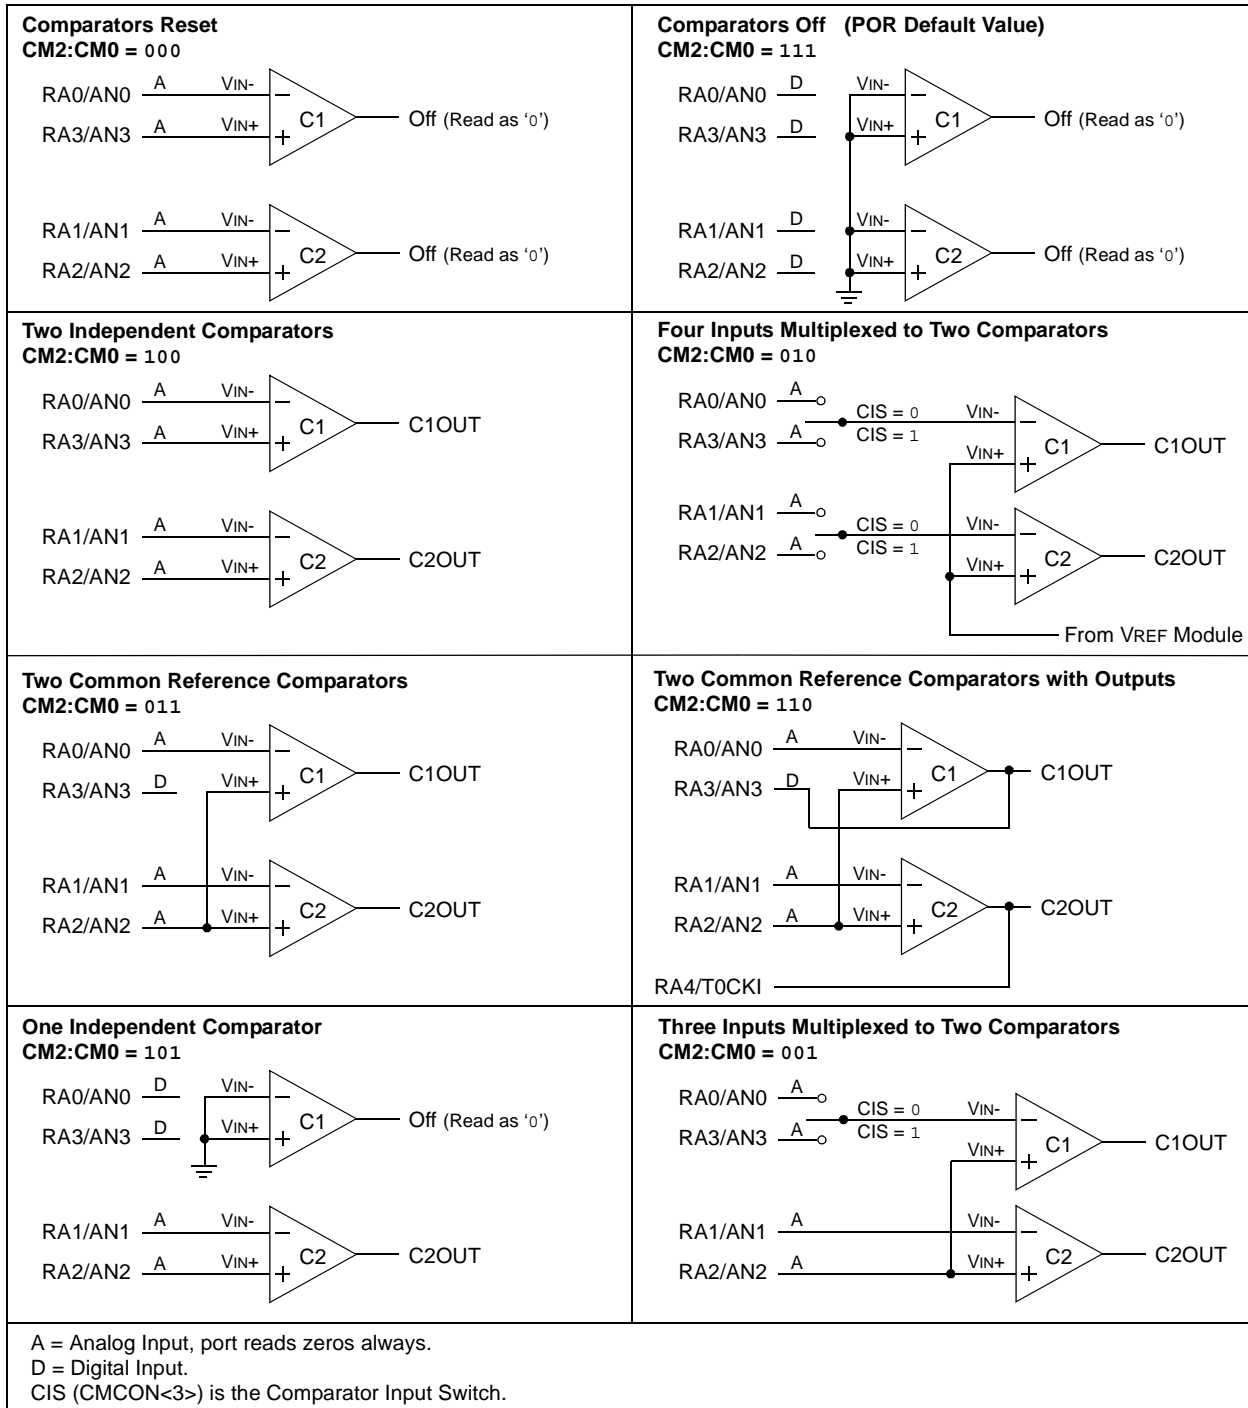 Comparators Reset
CM2:CM0 = 000
RA0/AN0 A VIN-
RA3/AN3 A VIN+
C1
Off (Read as ‘0’)
RA1/AN1 A VIN-
RA2/AN2 A VIN+
C2
Off (Read as ‘0’)
Comparators Off (POR Default Value)
CM2:CM0 = 111
RA0/AN0 D VIN-
RA3/AN3 D VIN+
C1
Off (Read as ‘0’)
RA1/AN1 D VIN-
RA2/AN2 D VIN+
C2
Off (Read as ‘0’)
Two Independent Comparators
CM2:CM0 = 100
RA0/AN0 A VIN-
RA3/AN3 A VIN+
C1
C1OUT
RA1/AN1 A VIN-
RA2/AN2 A VIN+
C2
C2OUT
Four Inputs Multiplexed to Two Comparators
CM2:CM0 = 010
RA0/AN0 A
CIS = 0 VIN-
RA3/AN3 A CIS = 1
VIN+
C1
C1OUT
RA1/AN1 A
CIS = 0 VIN-
RA2/AN2 A CIS = 1
VIN+
C2
C2OUT
From VREF Module
Two Common Reference Comparators
CM2:CM0 = 011
RA0/AN0 A VIN-
RA3/AN3 D VIN+
C1
C1OUT
RA1/AN1 A VIN-
RA2/AN2 A VIN+
C2
C2OUT
Two Common Reference Comparators with Outputs
CM2:CM0 = 110
RA0/AN0 A VIN-
RA3/AN3 D VIN+
C1
C1OUT
RA1/AN1 A VIN-
RA2/AN2 A VIN+
C2
C2OUT
RA4/T0CKI
One Independent Comparator
CM2:CM0 = 101
RA0/AN0 D VIN-
RA3/AN3 D VIN+
C1
Off (Read as ‘0’)
RA1/AN1 A VIN-
RA2/AN2 A VIN+
C2
C2OUT
Three Inputs Multiplexed to Two Comparators
CM2:CM0 = 001
RA0/AN0 A
CIS = 0 VIN-
RA3/AN3 A CIS = 1
VIN+
C1
C1OUT
RA1/AN1 A VIN-
RA2/AN2 A VIN+
C2
C2OUT
A = Analog Input, port reads zeros always.
D = Digital Input.
CIS (CMCON<3>) is the Comparator Input Switch.